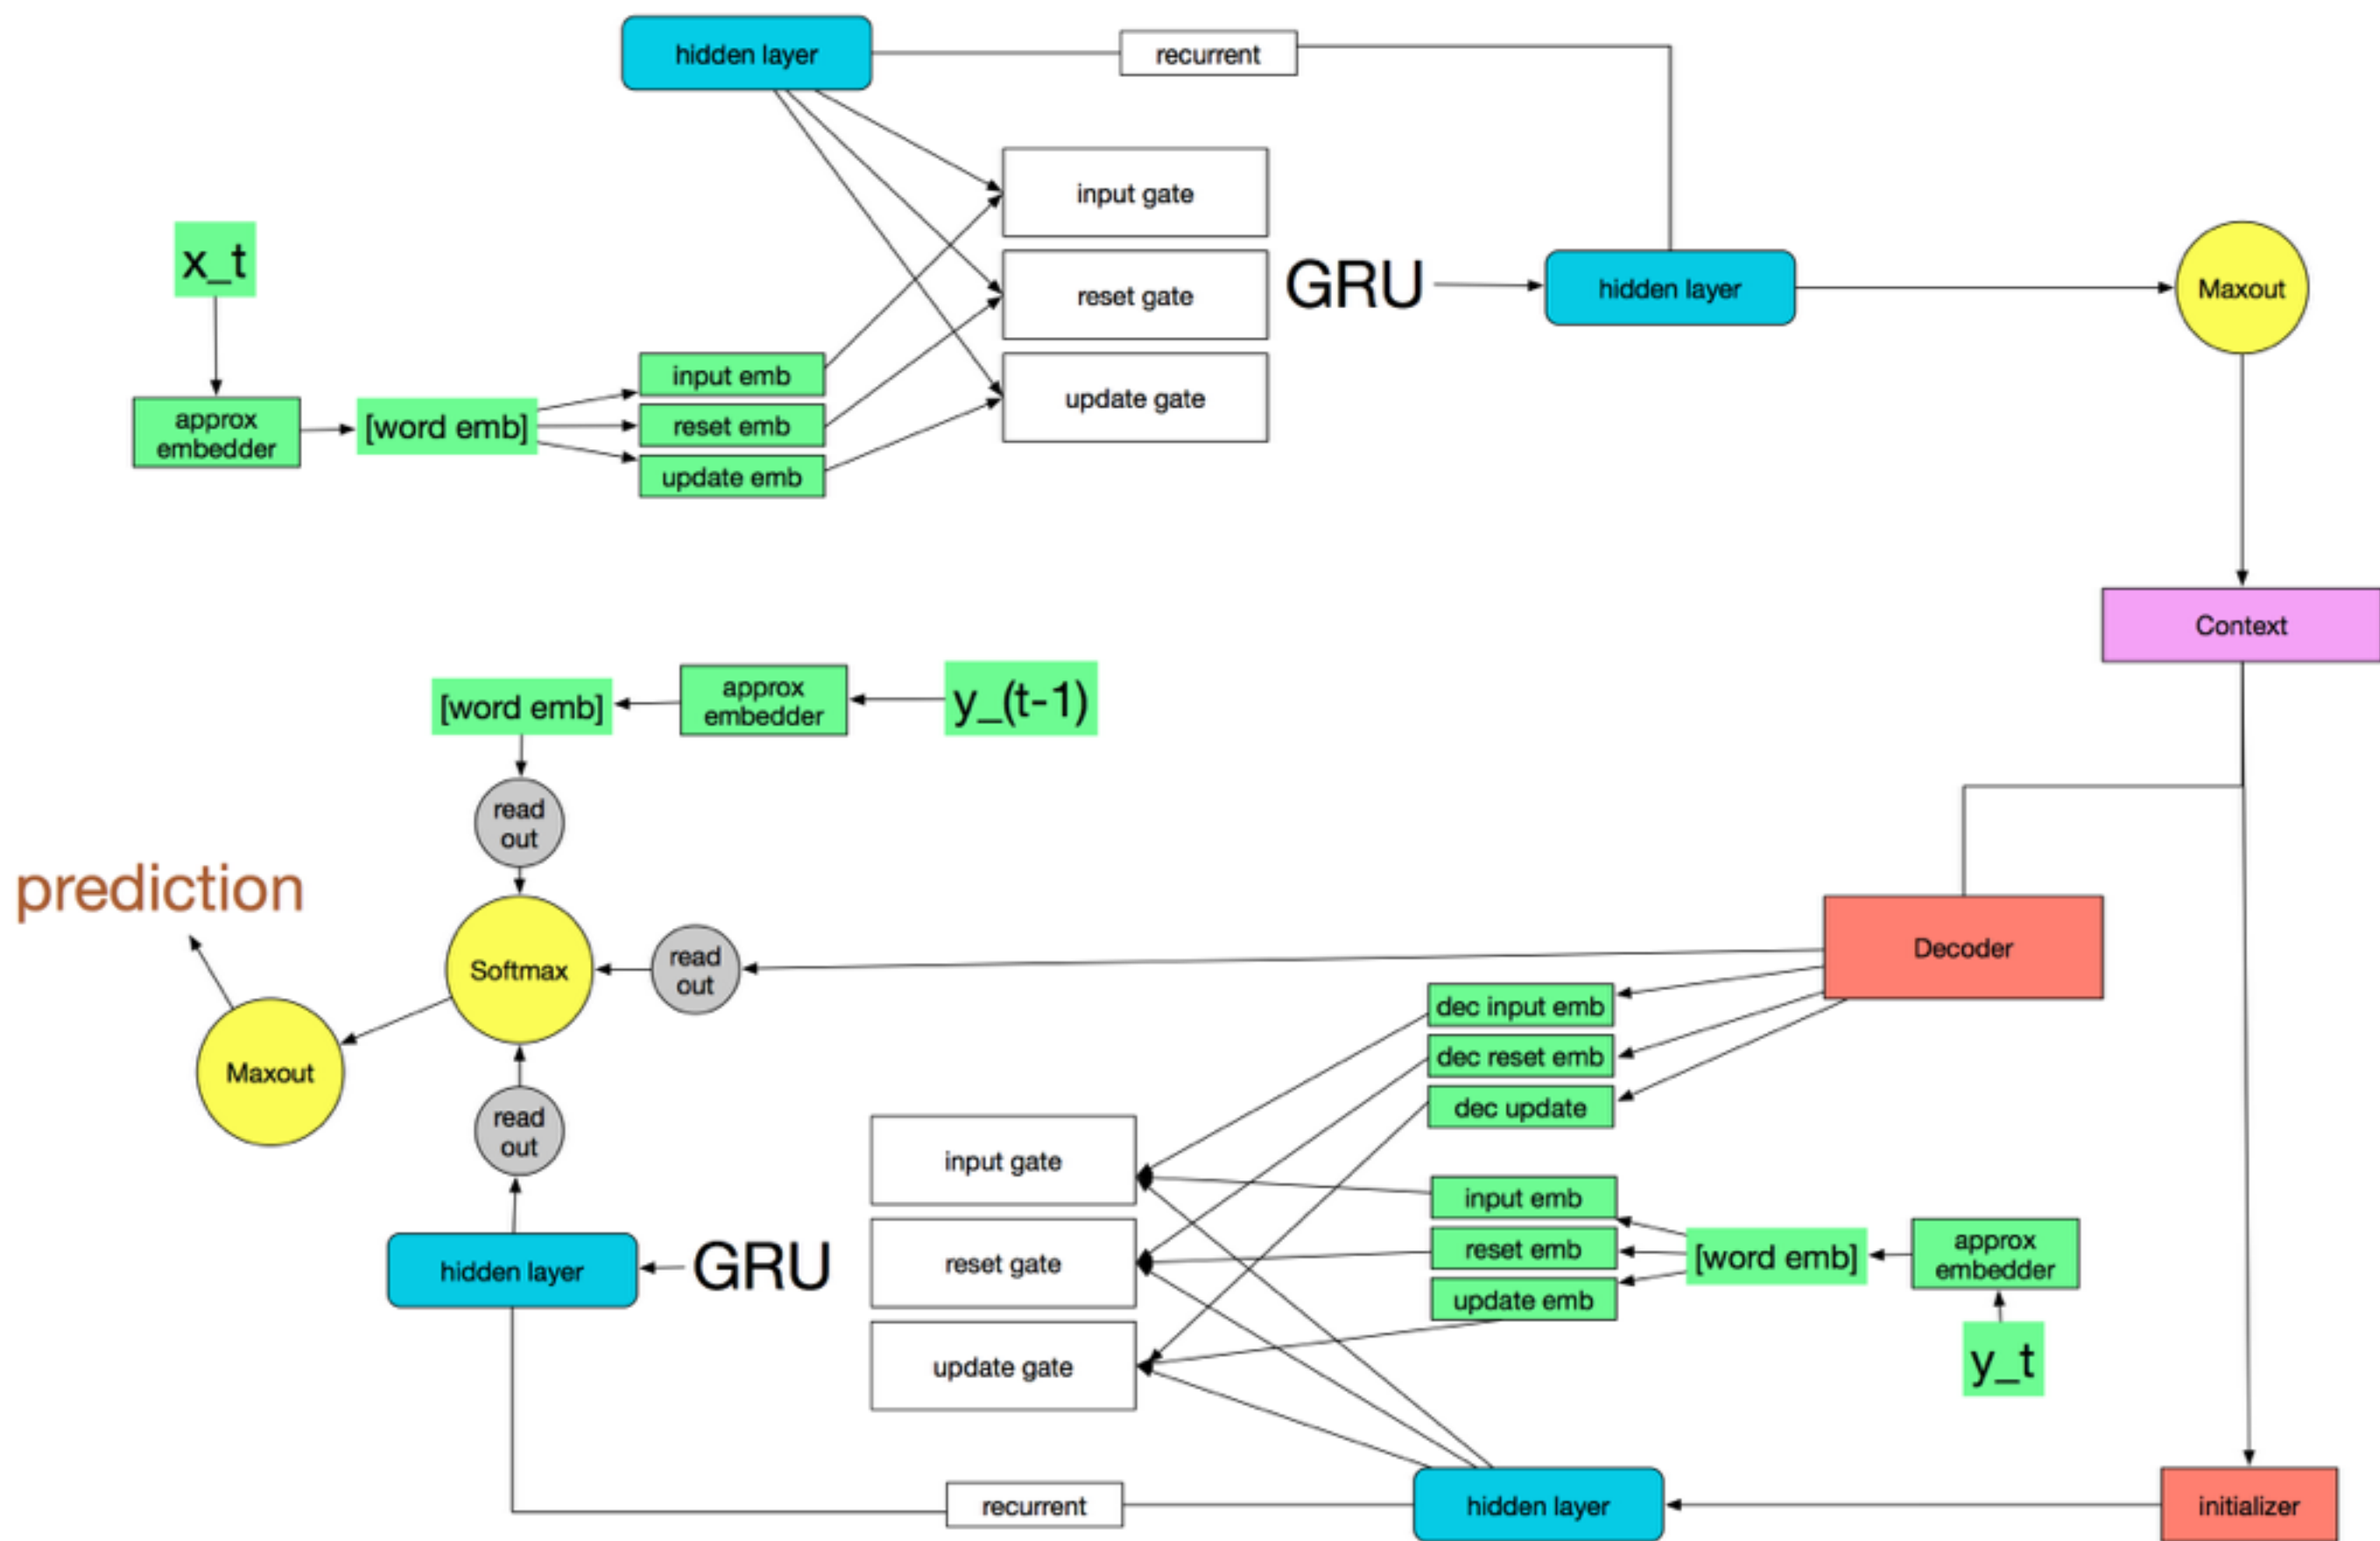 hidden layer
recurrent
input gate
x_t
reset gate
GRU
hidden layer
Maxout
input emb
update gate
approx
embedder
[word emb]
reset emb
update emb
Context
[word emb]
approx
embedder
y_(t-1)
read
out
prediction
Softmax
read
out
Decoder
dec input emb
dec reset emb
Maxout
dec update
read
out
input gate
input emb
reset gate
reset emb
[word emb]
approx
embedder
hidden layer
GRU
update emb
update gate
y_t
recurrent
hidden layer
initializer